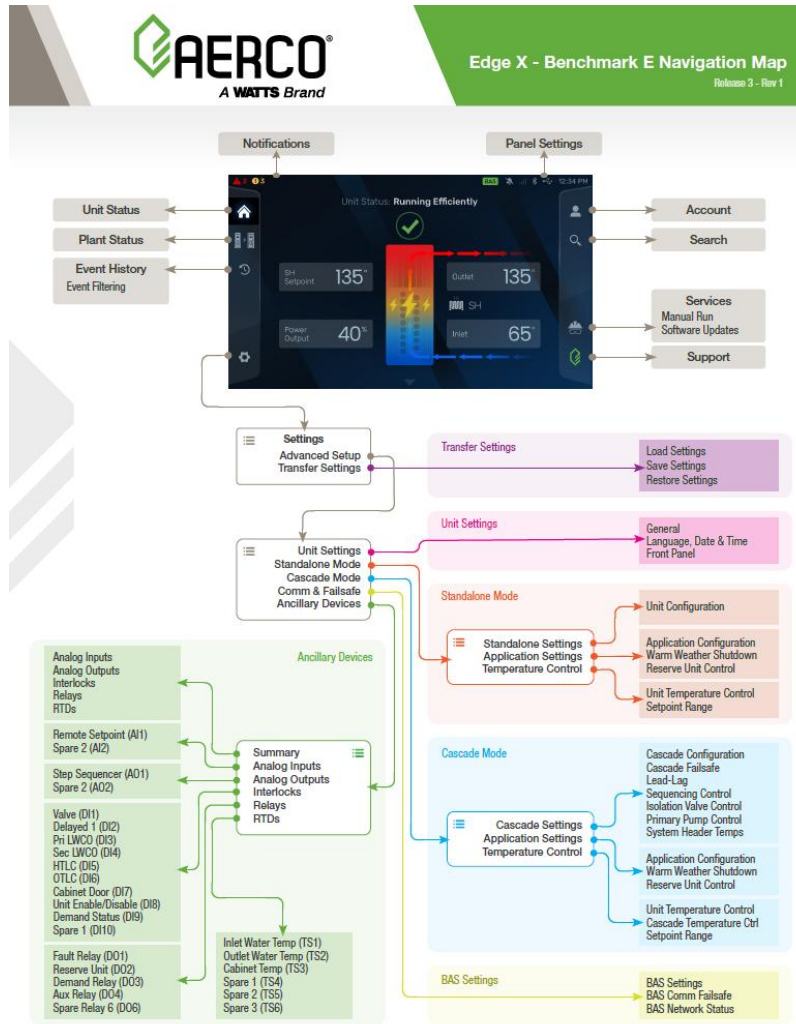 AERCO®
A WATTS Brand
Edge X - Benchmark E Navigation Map
Release 3 - Rev 1
Notifications
Panel Settings
BAS
12:34 PM
Unit Status: Running Efficiently
SH
Setpoint
135°
Outlet
135°
SH
Power
Output
40%
Inlet
65°
Unit Status
Plant Status
Event History
Event Filtering
Account
Search
Services
Manual Run
Software Updates
Support
Settings
Advanced Setup
Transfer Settings
Transfer Settings
Load Settings
Save Settings
Restore Settings
Unit Settings
Standalone Mode
Cascade Mode
Comm & Failsafe
Ancillary Devices
Unit Settings
General
Language, Date & Time
Front Panel
Standalone Mode
Standalone Settings
Application Settings
Temperature Control
Unit Configuration
Application Configuration
Warm Weather Shutdown
Reserve Unit Control
Unit Temperature Control
Setpoint Range
Ancillary Devices
Analog Inputs
Analog Outputs
Interlocks
Relays
RTDs
Remote Setpoint (AI1)
Spare 2 (AI2)
Step Sequencer (AO1)
Spare 2 (AO2)
Valve (DI1)
Delayed 1 (DI2)
Pri LWCO (DI3)
Sec LWCO (DI4)
HTLC (DI5)
OTLC (DI6)
Cabinet Door (DI7)
Unit Enable/Disable (DI8)
Demand Status (DI9)
Spare 1 (DI10)
Fault Relay (DO1)
Reserve Unit (DO2)
Demand Relay (DO3)
Aux Relay (DO4)
Spare Relay 6 (DO6)
Summary
Analog Inputs
Analog Outputs
Interlocks
Relays
RTDs
Inlet Water Temp (TS1)
Outlet Water Temp (TS2)
Cabinet Temp (TS3)
Spare 1 (TS4)
Spare 2 (TS5)
Spare 3 (TS6)
Cascade Mode
Cascade Settings
Application Settings
Temperature Control
Cascade Configuration
Cascade Failsafe
Lead-Lag
Sequencing Control
Isolation Valve Control
Primary Pump Control
System Header Temps
Application Configuration
Warm Weather Shutdown
Reserve Unit Control
Unit Temperature Control
Cascade Temperature Ctrl
Setpoint Range
BAS Settings
BAS Settings
BAS Comm Failsafe
BAS Network Status